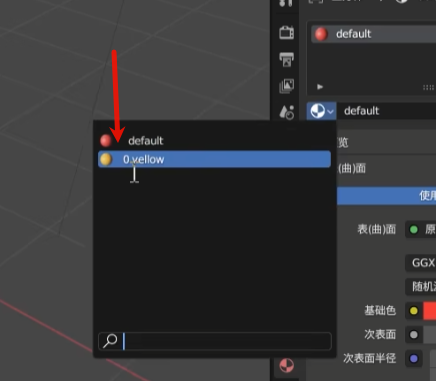 default
default
default
0 yellow
览
(曲)面
使用
表(曲)面
原
GGX
随机
基础色
次表面
次表面半径